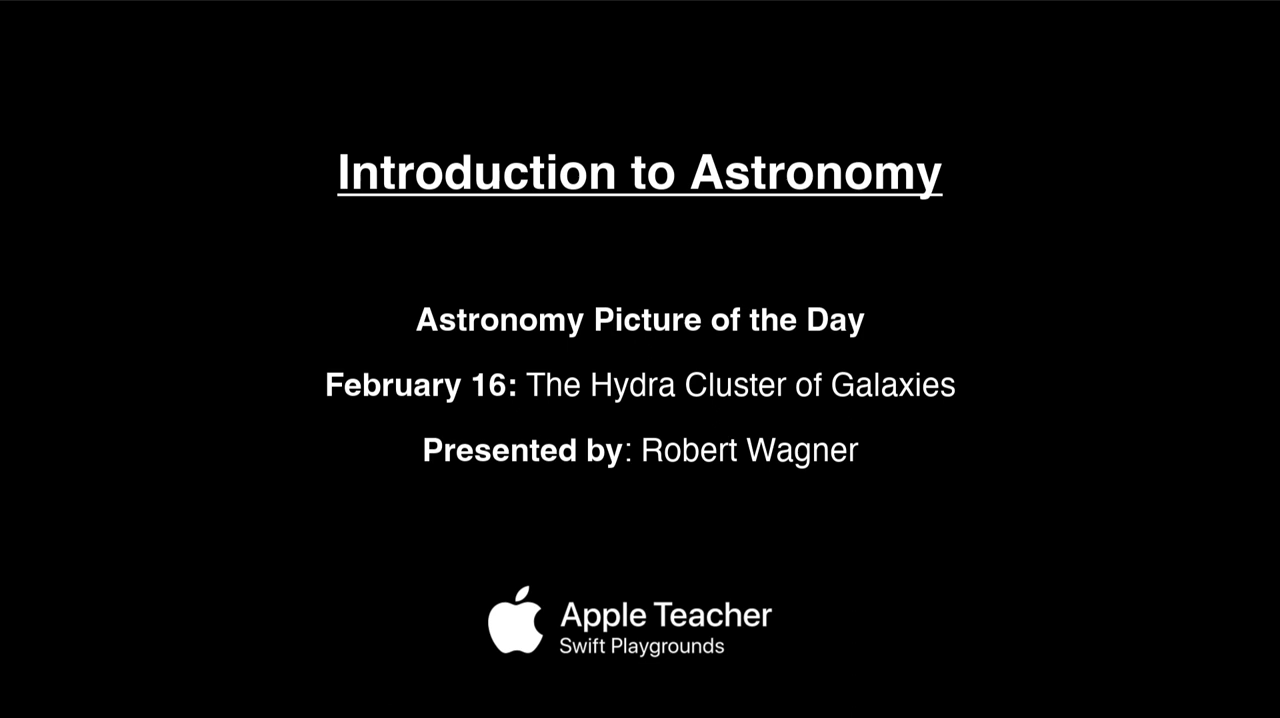 Introduction to Astronomy
Astronomy Picture of the Day
February 16: The Hydra Cluster of Galaxies
Presented by: Robert Wagner
Apple Teacher
Swift Playgrounds